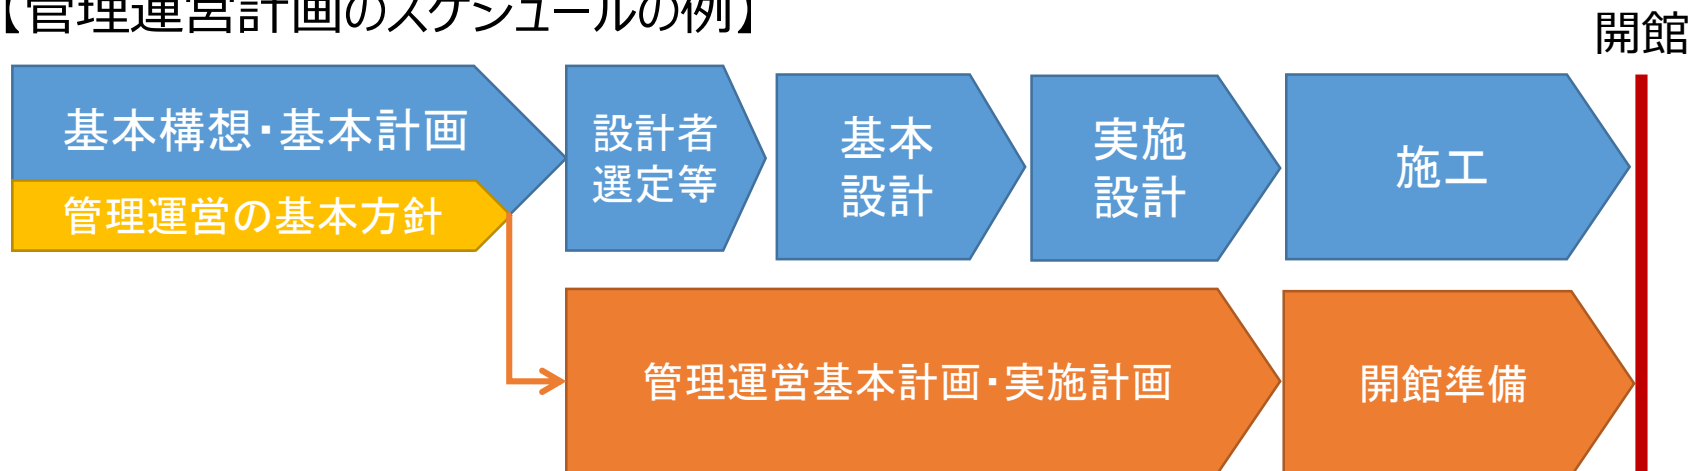 【管理運営計画のスケジュールの例】
開館
基本構想・基本計画
管理運営の基本方針
設計者
選定等
基本
設計
実施
設計
施工
管理運営基本計画・実施計画
開館準備